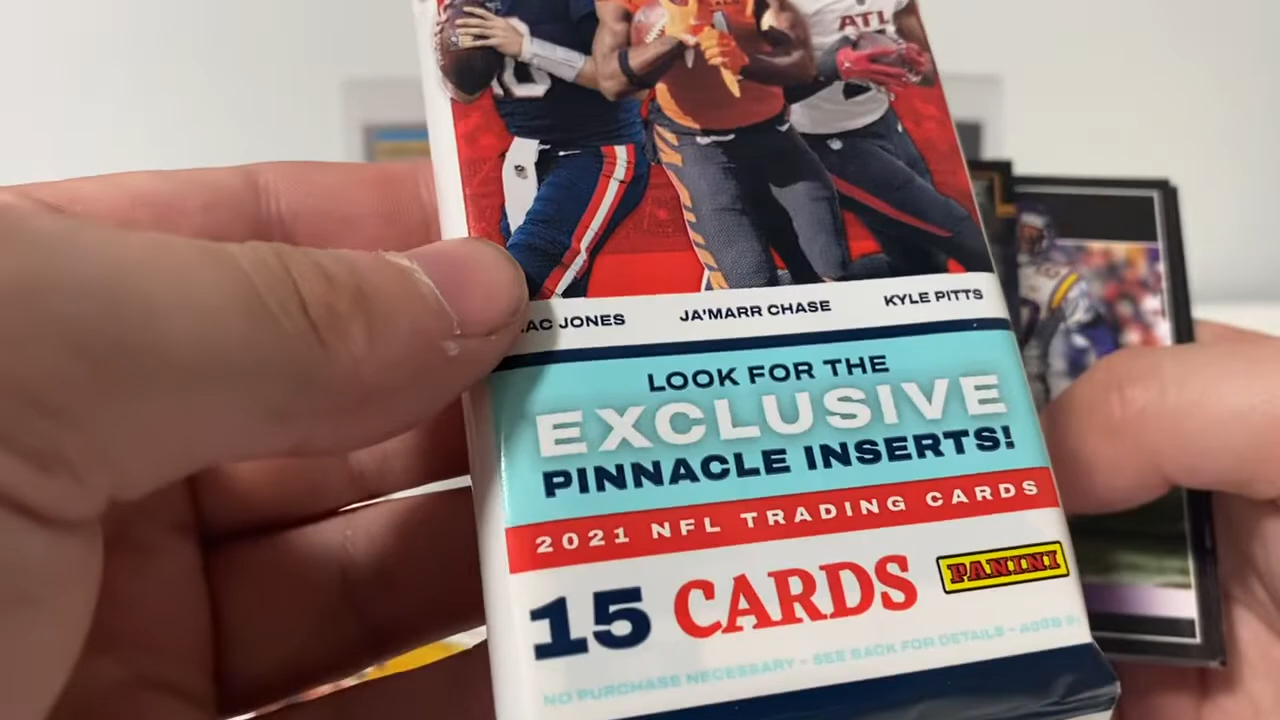 ATL
AC JONES JA'MARR CHASE KYLE PITTS
LOOK FOR THE
EXCLUSIVE
PINNACLE INSERTS!
2021 NFL TRADING CARDS
15 CARDS PANINI
NO PURCHASE NECESSARY - SEE BACK FOR DETAILS - AGES 9+